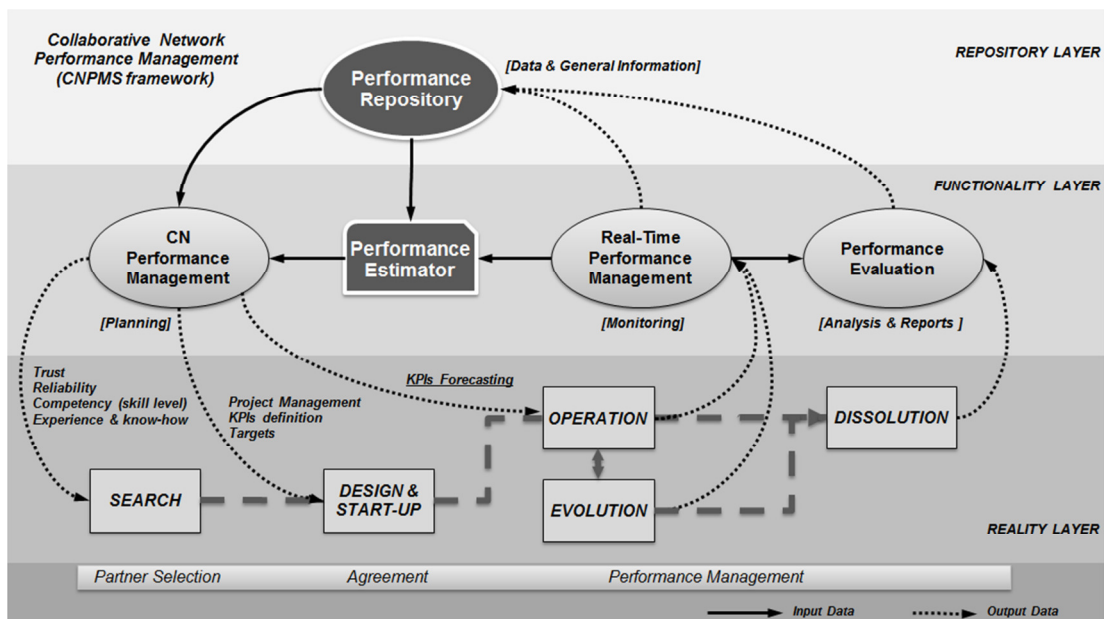 Collaborative Network
Performance Management
(CNPMS framework)
REPOSITORY LAYER
[Data & General Information]
Performance
Repository
FUNCTIONALITY LAYER
CN
Performance
Management
Performance
Estimator
Real-Time
Performance
Management
Performance
Evaluation
[Planning]
[Monitoring]
[Analysis & Reports ]
Trust
Reliability
Competency (skill level)
Experience & know-how
Project Management
KPIs definition
Targets
KPIs Forecasting
OPERATION
DISSOLUTION
SEARCH
DESIGN &
START-UP
EVOLUTION
REALITY LAYER
Partner Selection
Agreement
Performance Management
Input Data
Output Data